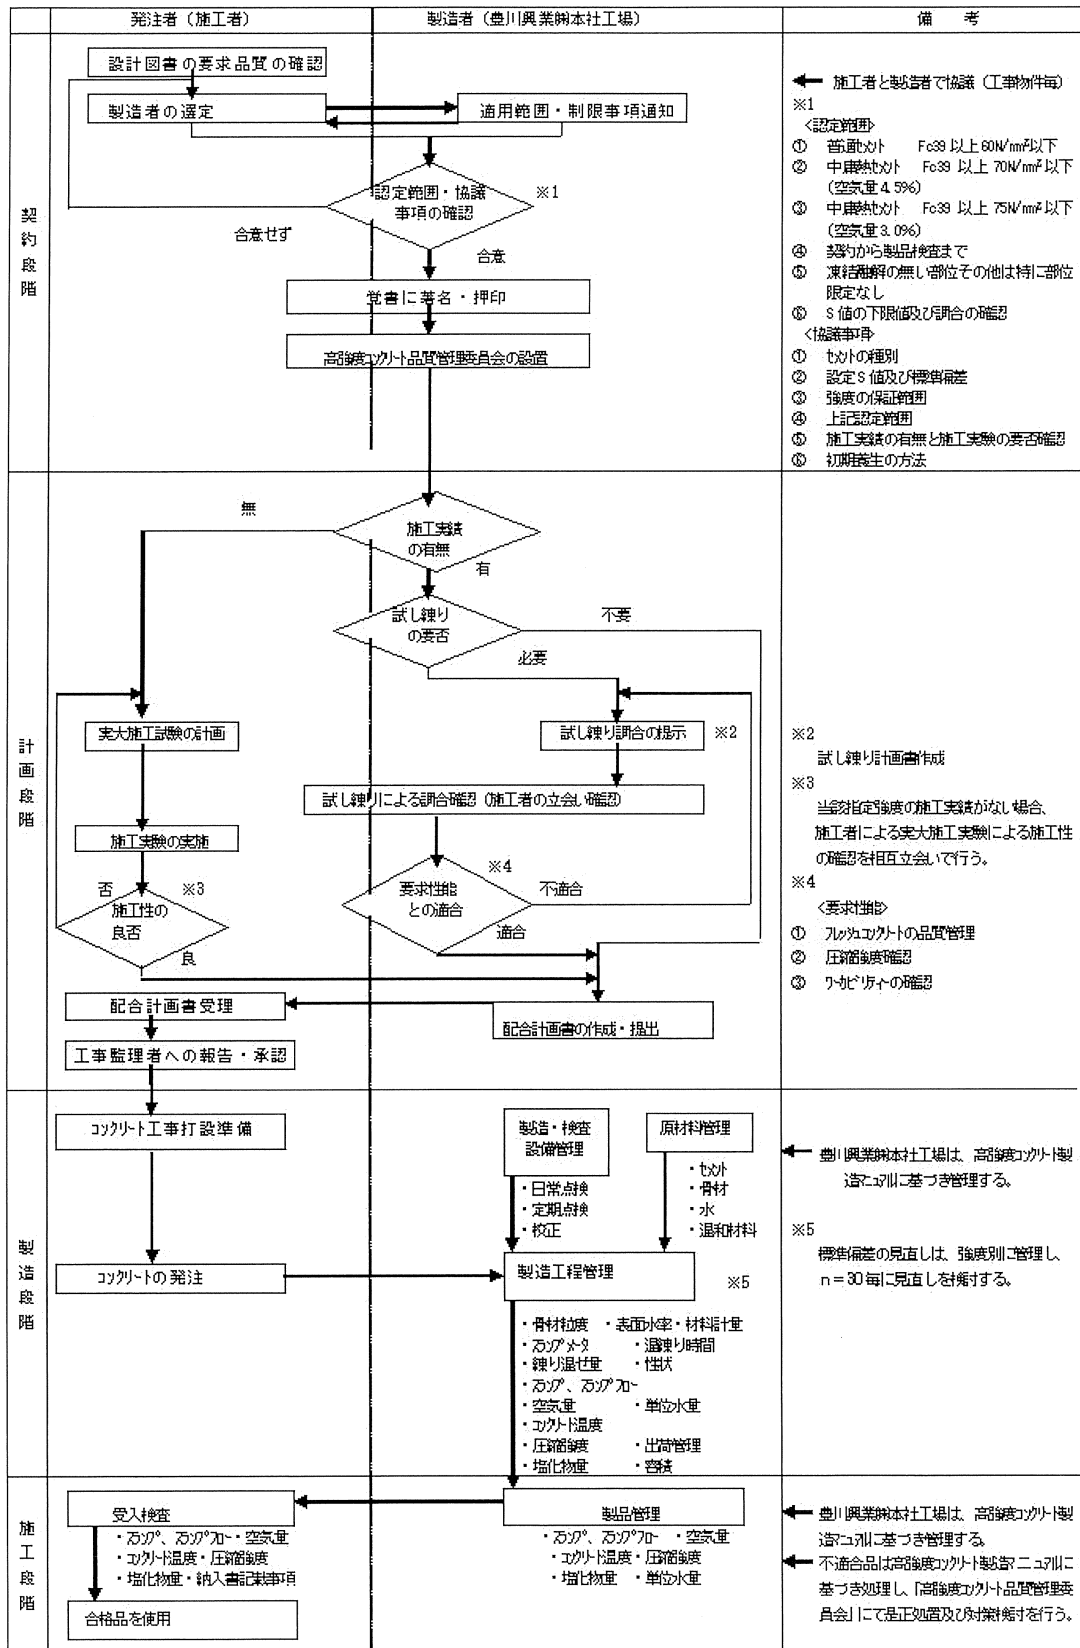 発注者（施工者）
製造者（豊川興業㈱本社工場）
備　考
契約段階
設計図書の要求品質の確認
製造者の選定
適用範囲・制限事項通知
認定範囲・協議
事項の確認
※1
合意せず
合意
覚書に署名・押印
高強度ｺﾝｸﾘｰﾄ品質管理委員会の設置
← 施工者と製造者で協議（工事物件毎）
※1
<認定範囲>
① 普通ｾﾒﾝﾄ　Fc39 以上 60N/mm²以下
② 中庸熱ｾﾒﾝﾄ　Fc39 以上 70N/mm²以下
（空気量 4.5%）
③ 中庸熱ｾﾒﾝﾄ　Fc39 以上 75N/mm²以下
（空気量 3.0%）
④ 契約から製品検査まで
⑤ 凍結融解の無い部位その他は特に部位
限定なし
⑥ S 値の下限値及び調合の確認
<協議事項>
① ｾﾒﾝﾄの種別
② 設定 S 値及び標準偏差
③ 強度の保証範囲
④ 上記認定範囲
⑤ 施工実績の有無と施工実験の要否確認
⑥ 初期養生の方法
計画段階
施工実績
の有無
無
有
試し練り
の要否
不要
必要
実大施工試験の計画
試し練り調合の提示
※2
試し練りによる調合確認（施工者の立会い確認）
施工実験の実施
否
※3
施工性の
良否
良
※4
要求性能
との適合
不適合
適合
配合計画書受理
配合計画書の作成・提出
工事監理者への報告・承認
※2
試し練り計画書作成
※3
当該指定強度の施工実績がない場合、
施工者による実大施工実験による施工性
の確認を相互立会いで行う。
※4
<要求性能>
① ﾌﾚｯｼｭｺﾝｸﾘｰﾄの品質管理
② 圧縮強度確認
③ ﾜｰｶﾋﾞﾘﾃｨｰの確認
製造段階
ｺﾝｸﾘｰﾄ工事打設準備
製造・検査
設備管理
・日常点検
・定期点検
・校正
原材料管理
・ｾﾒﾝﾄ
・骨材
・水
・混和材料
ｺﾝｸﾘｰﾄの発注
製造工程管理
※5
・骨材粒度　・表面水率・材料計量
・ｽﾗﾝﾌﾟﾒｰﾀ　・混練り時間
・練り混ぜ量　・性状
・ｽﾗﾝﾌﾟ、ｽﾗﾝﾌﾟﾌﾛｰ
・空気量　・単位水量
・ｺﾝｸﾘｰﾄ温度
・圧縮強度　・出荷管理
・塩化物量　・容積
← 豊川興業㈱本社工場は、高強度ｺﾝｸﾘｰﾄ製
造ﾏﾆｭｱﾙに基づき管理する。
※5
標準偏差の見直しは、強度別に管理し、
n＝30 毎に見直しを検討する。
施工段階
受入検査
・ｽﾗﾝﾌﾟ、ｽﾗﾝﾌﾟﾌﾛｰ・空気量
・ｺﾝｸﾘｰﾄ温度・圧縮強度
・塩化物量・納入書記載事項
合格品を使用
製品管理
・ｽﾗﾝﾌﾟ、ｽﾗﾝﾌﾟﾌﾛｰ　・空気量
・ｺﾝｸﾘｰﾄ温度・圧縮強度
・塩化物量　・単位水量
← 豊川興業㈱本社工場は、高強度ｺﾝｸﾘｰﾄ製
造ﾏﾆｭｱﾙに基づき管理する。
← 不適合品は高強度ｺﾝｸﾘｰﾄ製造ﾏﾆｭｱﾙに
基づき処理し、「高強度ｺﾝｸﾘｰﾄ品質管理委
員会」にて是正処置及び対策検討を行う。